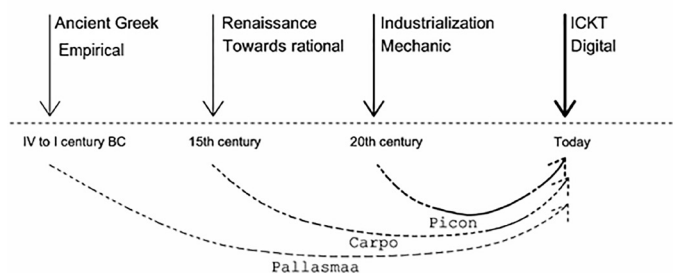 Ancient Greek
Empirical
Renaissance
Towards rational
Industrialization
Mechanic
ICKT
Digital
IV to I century BC
15th century
20th century
Today
Picon
Carpo
Pallasmaa